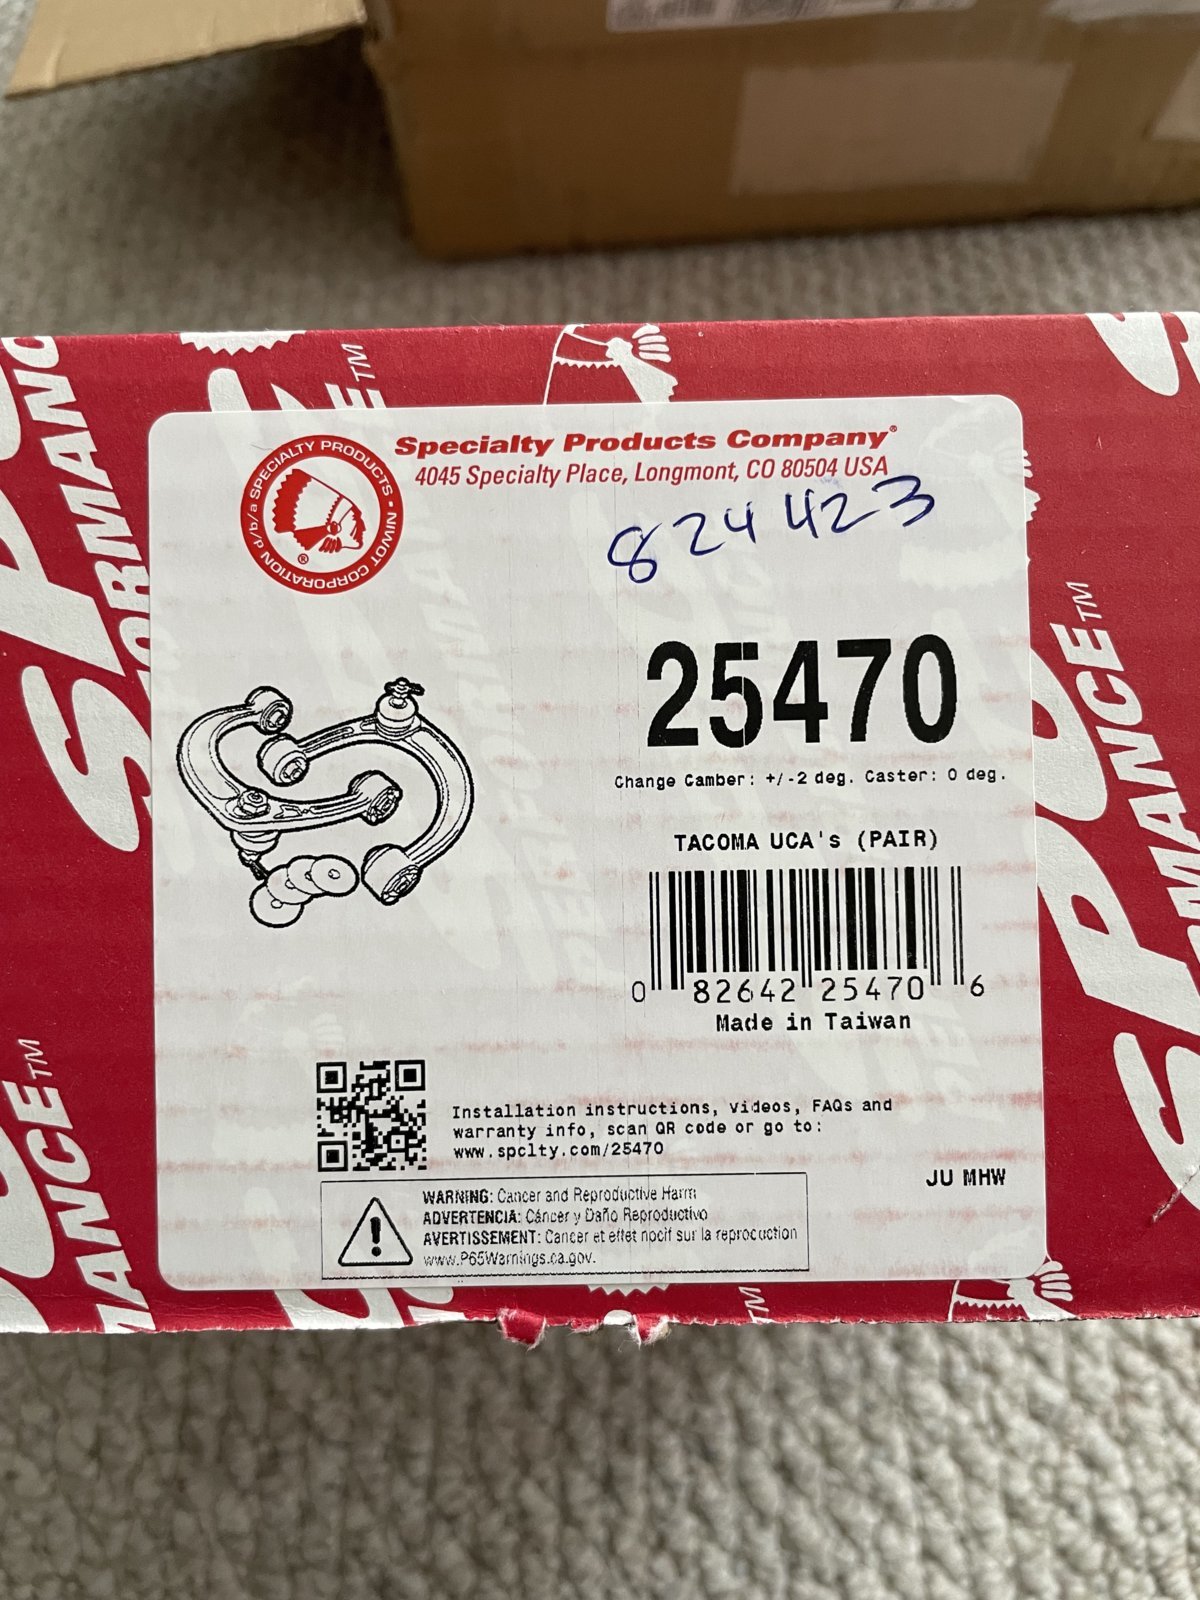 Specialty Products Company®
4045 Specialty Place, Longmont, CO 80504 USA
NIWOT CORPORATION d/b/a SPECIALTY PRODUCTS
®
824423
25470
Change Camber: +/-2 deg. Caster: 0 deg.
TACOMA UCA's (PAIR)
0 82642 25470 6
Made in Taiwan
Installation instructions, videos, FAQs and
warranty info, scan QR code or go to:
www.spclty.com/25470
JU MHW
WARNING: Cancer and Reproductive Harm
ADVERTENCIA: Cáncer y Daño Reproductivo
AVERTISSEMENT: Cancer et effet nocif sur la reproduction
www.P65Warnings.ca.gov.